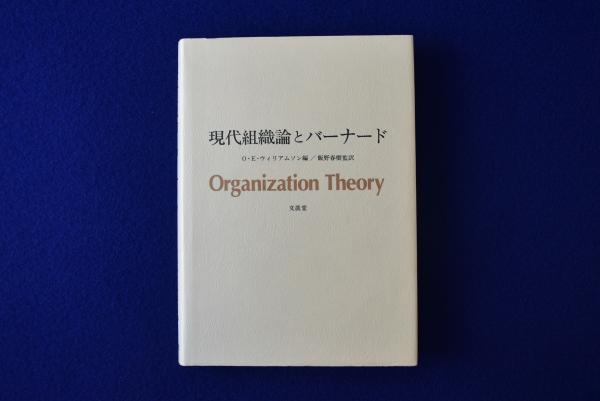 現代組織論とバーナード
O・E・ウィリアムソン編／飯野春樹監訳
Organization Theory
文眞堂